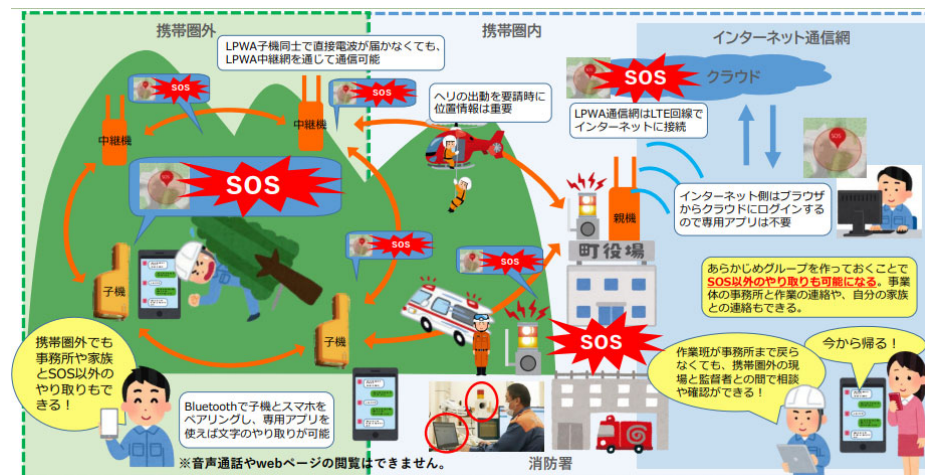 携帯圏外
携帯圏内
インターネット通信網
LPWA子機同士で直接電波が届かなくても、
LPWA中継網を通じて通信可能
SOS
SOS
中継機
中継機
ヘリの出動を要請時に
位置情報は重要
SOS
クラウド
LPWA通信網はLTE回線で
インターネットに接続
SOS
親機
インターネット側はブラウザ
からクラウドにログインする
ので専用アプリは不要
町役場
SOS
SOS
子機
子機
あらかじめグループを作っておくことで
SOS以外のやり取りも可能になる。事業
体の事務所と作業の連絡や、自分の家族
との連絡もできる。
SOS
携帯圏外でも
事務所や家族
とSOS以外の
やり取りもで
きる!
Bluetoothで子機とスマホを
ペアリングし、専用アプリを
使えば文字のやり取りが可能
作業班が事務所まで戻ら
なくても、携帯圏外の現
場と監督者との間で相談
や確認ができる!
今から帰る!
※音声通話やwebページの閲覧はできません。
消防署